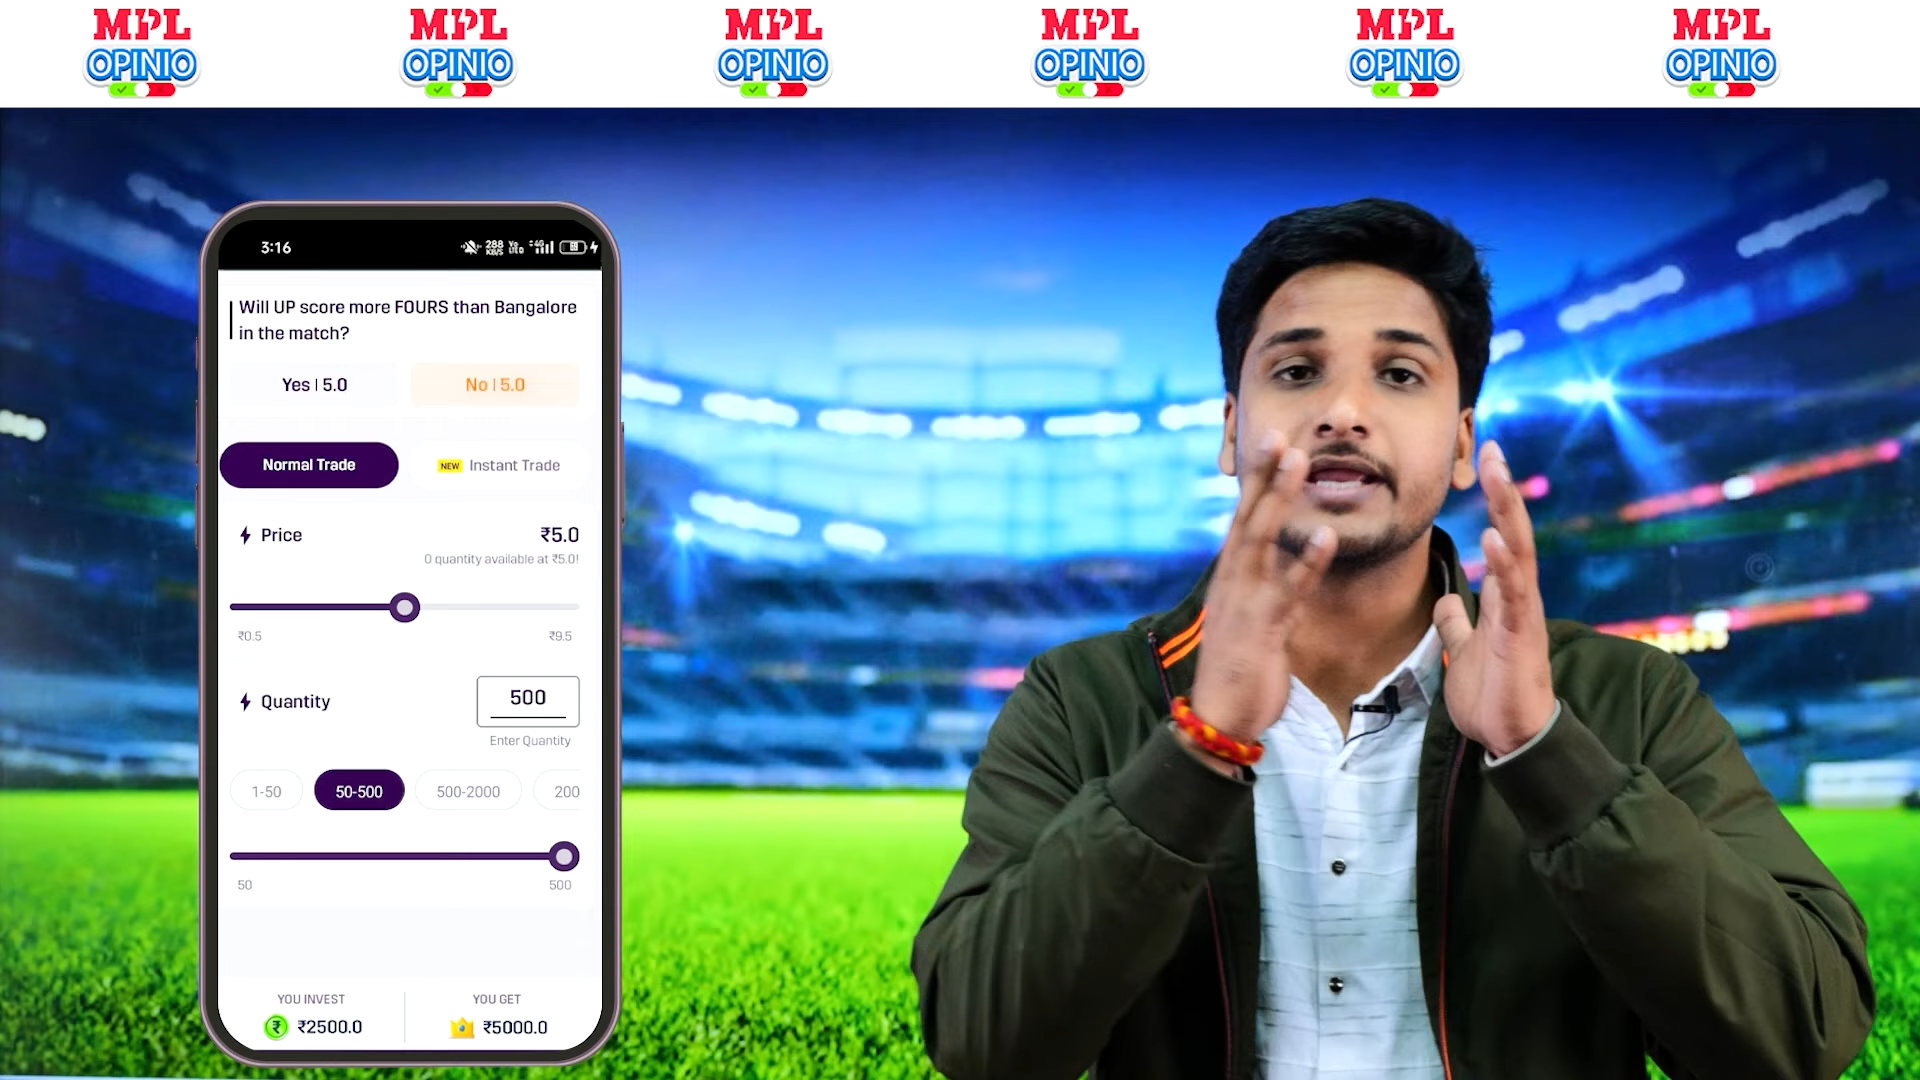 MPL MPL MPL MPL MPL MPL
OPINIO OPINIO OPINIO OPINIO OPINIO OPINIO
3:16
288 KB/S
69
Will UP score more FOURS than Bangalore
in the match?
Yes | 5.0
No | 5.0
Normal Trade
NEW Instant Trade
Price
₹5.0
0 quantity available at ₹5.0!
₹0.5
₹9.5
Quantity
500
Enter Quantity
1-50
50-500
500-2000
200
50
500
YOU INVEST
₹2500.0
YOU GET
₹5000.0